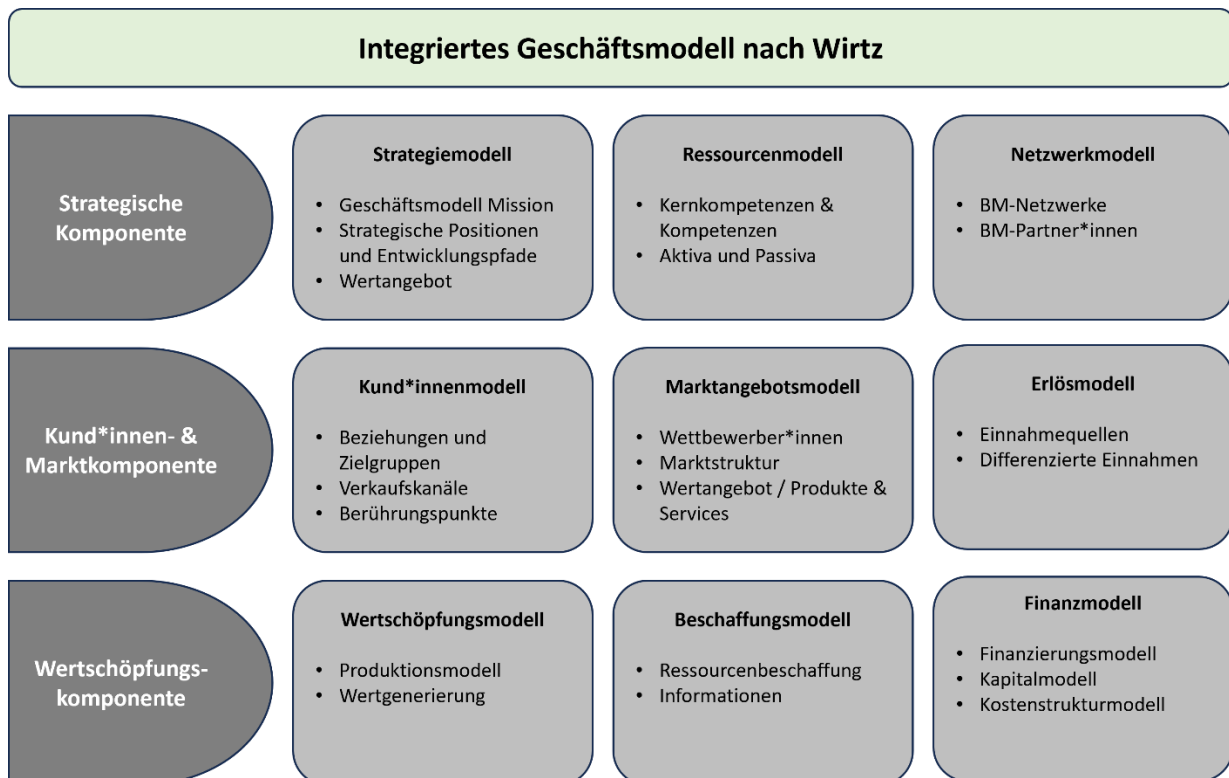 Integriertes Geschäftsmodell nach Wirtz
Strategische
Komponente
Strategiemodell
• Geschäftsmodell Mission
• Strategische Positionen
und Entwicklungspfade
• Wertangebot
Ressourcenmodell
• Kernkompetenzen &
Kompetenzen
• Aktiva und Passiva
Netzwerkmodell
• BM-Netzwerke
• BM-Partner*innen
Kund*innen- &
Marktkomponente
Kund*innenmodell
• Beziehungen und
Zielgruppen
• Verkaufskanäle
• Berührungspunkte
Marktangebotsmodell
• Wettbewerber*innen
• Marktstruktur
• Wertangebot / Produkte &
Services
Erlösmodell
• Einnahmequellen
• Differenzierte Einnahmen
Wertschöpfungs-
komponente
Wertschöpfungsmodell
• Produktionsmodell
• Wertgenerierung
Beschaffungsmodell
• Ressourcenbeschaffung
• Informationen
Finanzmodell
• Finanzierungsmodell
• Kapitalmodell
• Kostenstrukturmodell